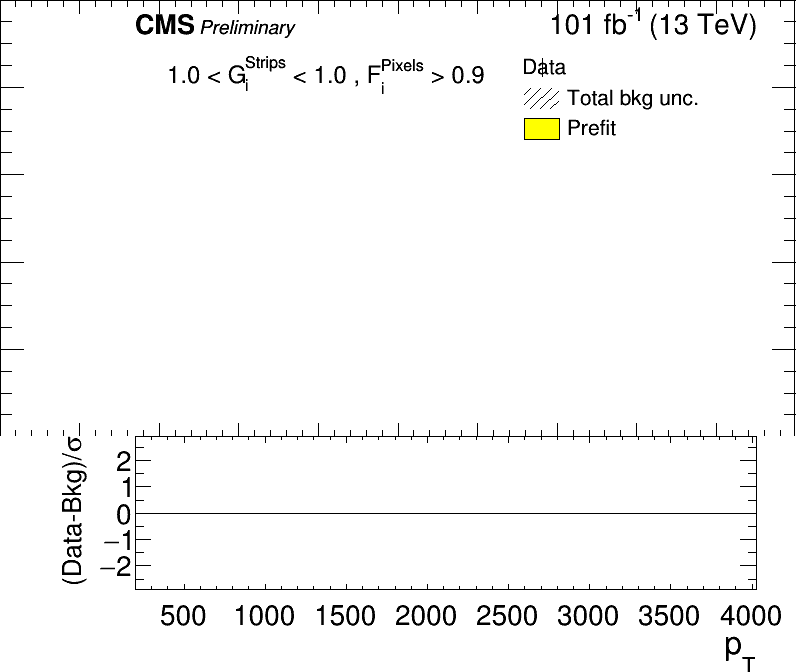 CMS Preliminary 101 fb-1 (13 TeV)
1.0 < GiStrips < 1.0 , FiPixels > 0.9
Data
Total bkg unc.
Prefit
(Data-Bkg)/σ
2
1
0
−1
−2
500 1000 1500 2000 2500 3000 3500 4000
pT